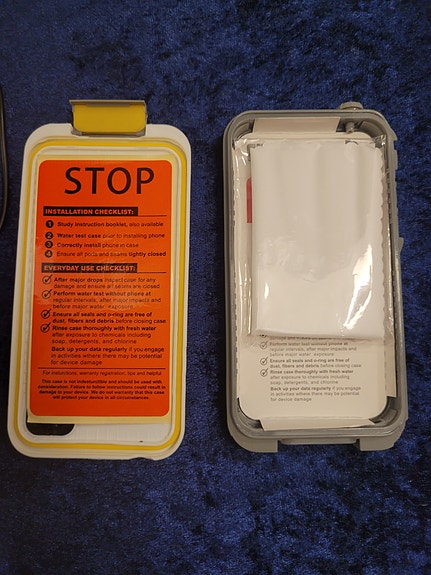 STOP
INSTALLATION CHECKLIST:
1 Study instruction booklet, also available
2 Water test case prior to installing phone
3 Correctly install phone in case
4 Ensure all ports and seams tightly closed
EVERYDAY USE CHECKLIST:
After major drops inspect case for any
damage and ensure all seams are closed
Perform water test without phone at
regular intervals, after major impacts and
before major water exposure
Ensure all seals and o-ring are free of
dust, fibers and debris before closing case
Rinse case thoroughly with fresh water
after exposure to chemicals including
soap, detergents, and chlorine
Back up your data regularly if you engage
in activities where there may be potential
for device damage
For instructions, warranty registration, tips and helpful
This case is not indestructible and should be used with
consideration. Failure to follow instructions could result in
damage to your device. We do not warranty that this case
will protect your device in all circumstances.
Perform water test without phone at
regular intervals, after major impacts and
before major water exposure
Ensure all seals and o-ring are free of
dust, fibers and debris before closing case
Rinse case thoroughly with fresh water
after exposure to chemicals including
soap, detergents, and chlorine
Back up your data regularly if you engage
in activities where there may be potential
for device damage